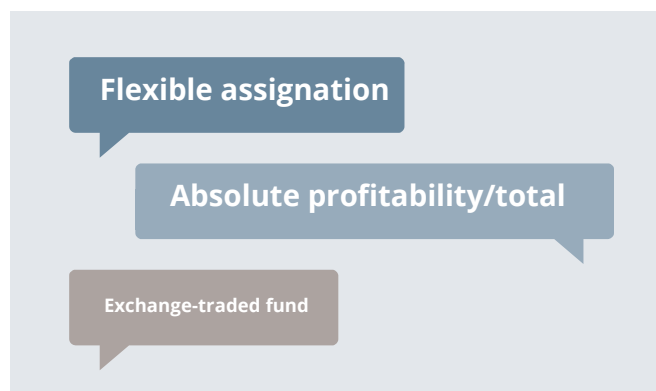 Flexible assignation
Absolute profitability/total
Exchange-traded fund